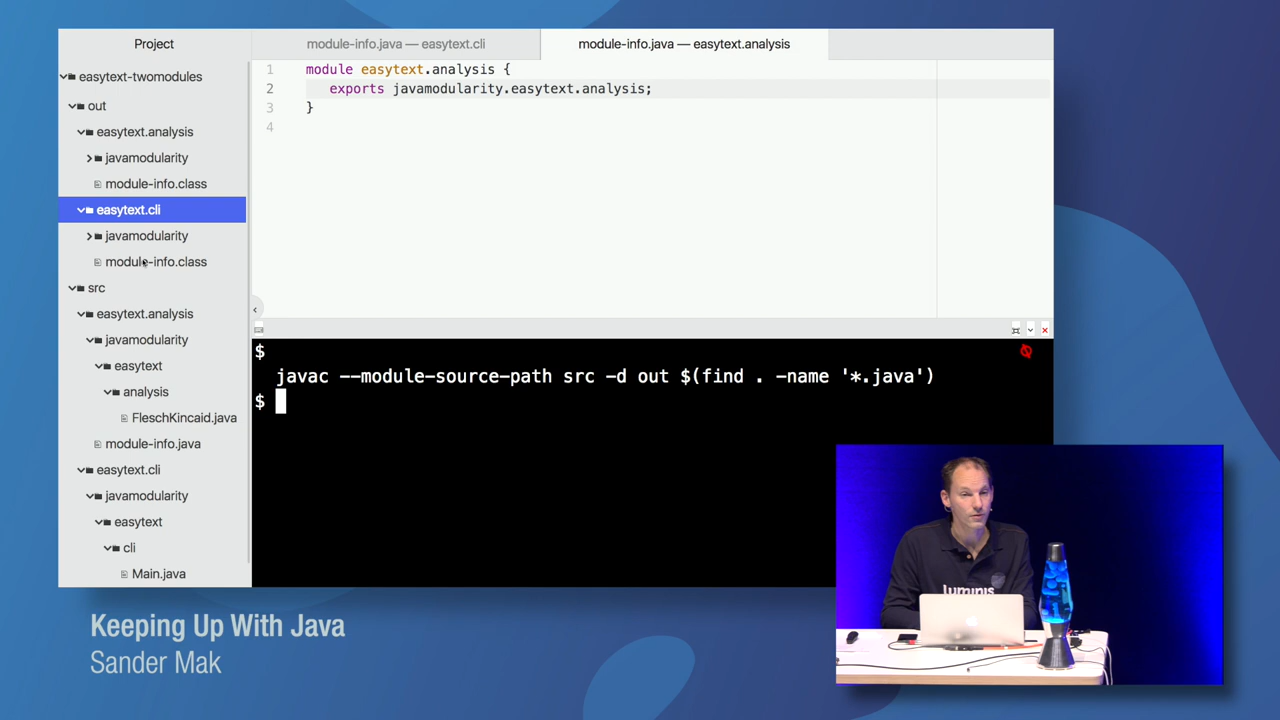 Project
easytext-twomodules
out
easytext.analysis
javamodularity
module-info.class
easytext.cli
javamodularity
module-info.class
src
easytext.analysis
javamodularity
easytext
analysis
FleschKincaid.java
module-info.java
easytext.cli
javamodularity
easytext
cli
Main.java
module-info.java — easytext.cli
module-info.java — easytext.analysis
1 module easytext.analysis {
2 exports javamodularity.easytext.analysis;
3 }
4
$
javac --module-source-path src -d out $(find . -name '*.java')
$
luminis
Keeping Up With Java
Sander Mak